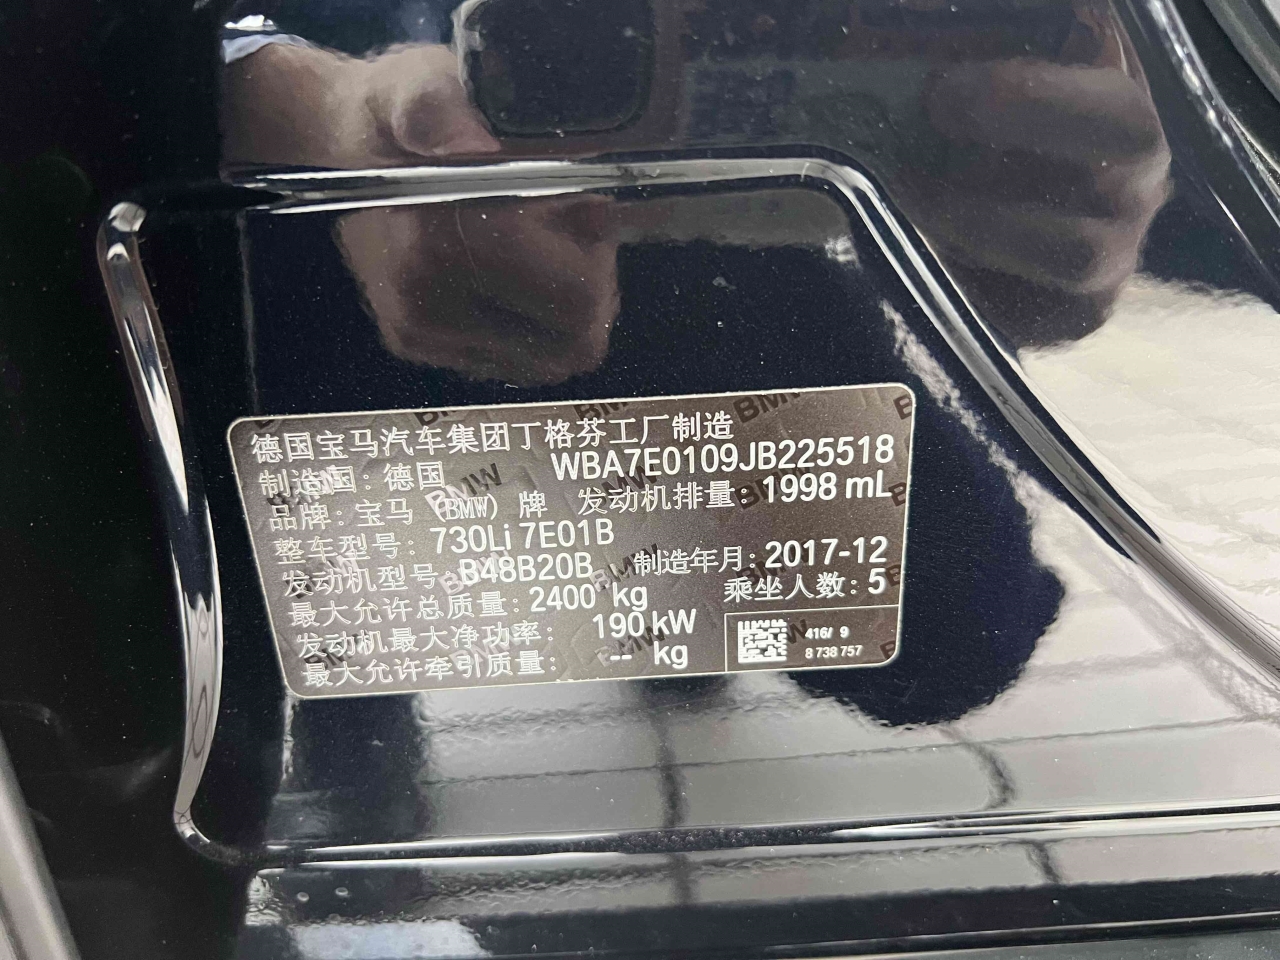 德国宝马汽车集团丁格芬工厂制造
制造国：德国 WBA7E0109JB225518
品牌：宝马（BMW）牌 发动机排量：1998 mL
整车型号：730Li 7E01B
发动机型号 B48B20B 制造年月：2017-12
最大允许总质量：2400 kg 乘坐人数：5
发动机最大净功率： 190 kW
最大允许牵引质量： -- kg
416/ 9
8 738 757